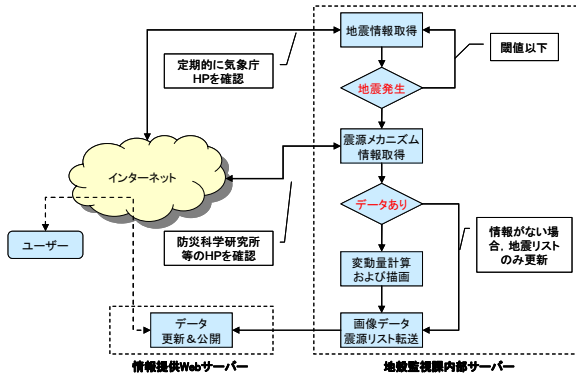 地震情報取得
閾値以下
定期的に気象庁
HPを確認
地震発生
震源メカニズム
情報取得
インターネット
データあり
防災科学研究所
等のHPを確認
情報がない場
合，地震リスト
のみ更新
ユーザー
変動量計算
および描画
データ
更新＆公開
画像データ
震源リスト転送
情報提供Webサーバー
地殻監視課内部サーバー